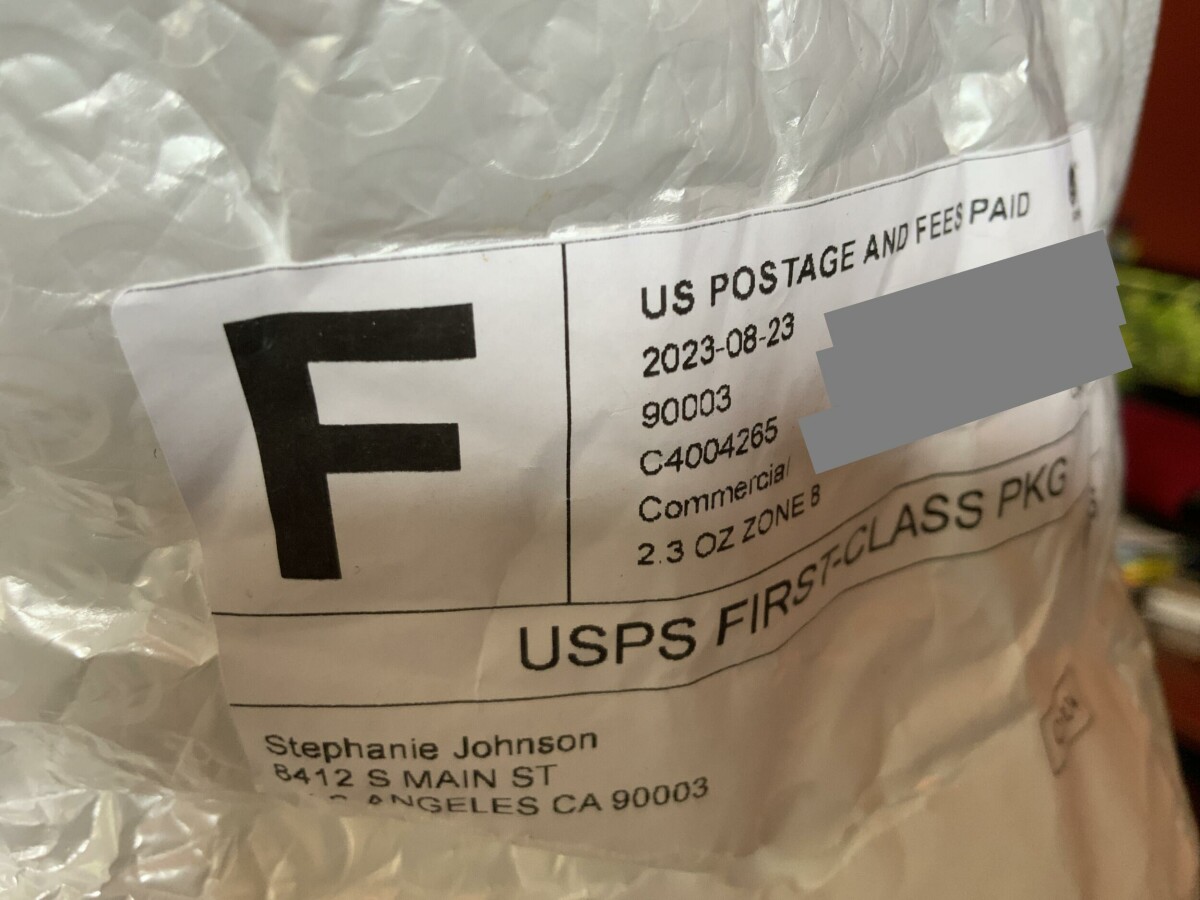 F
US POSTAGE AND FEES PAID
2023-08-23
90003
C4004265
Commercial
2.3 OZ ZONE 8
USPS FIRST-CLASS PKG
Stephanie Johnson
8412 S MAIN ST
ANGELES CA 90003